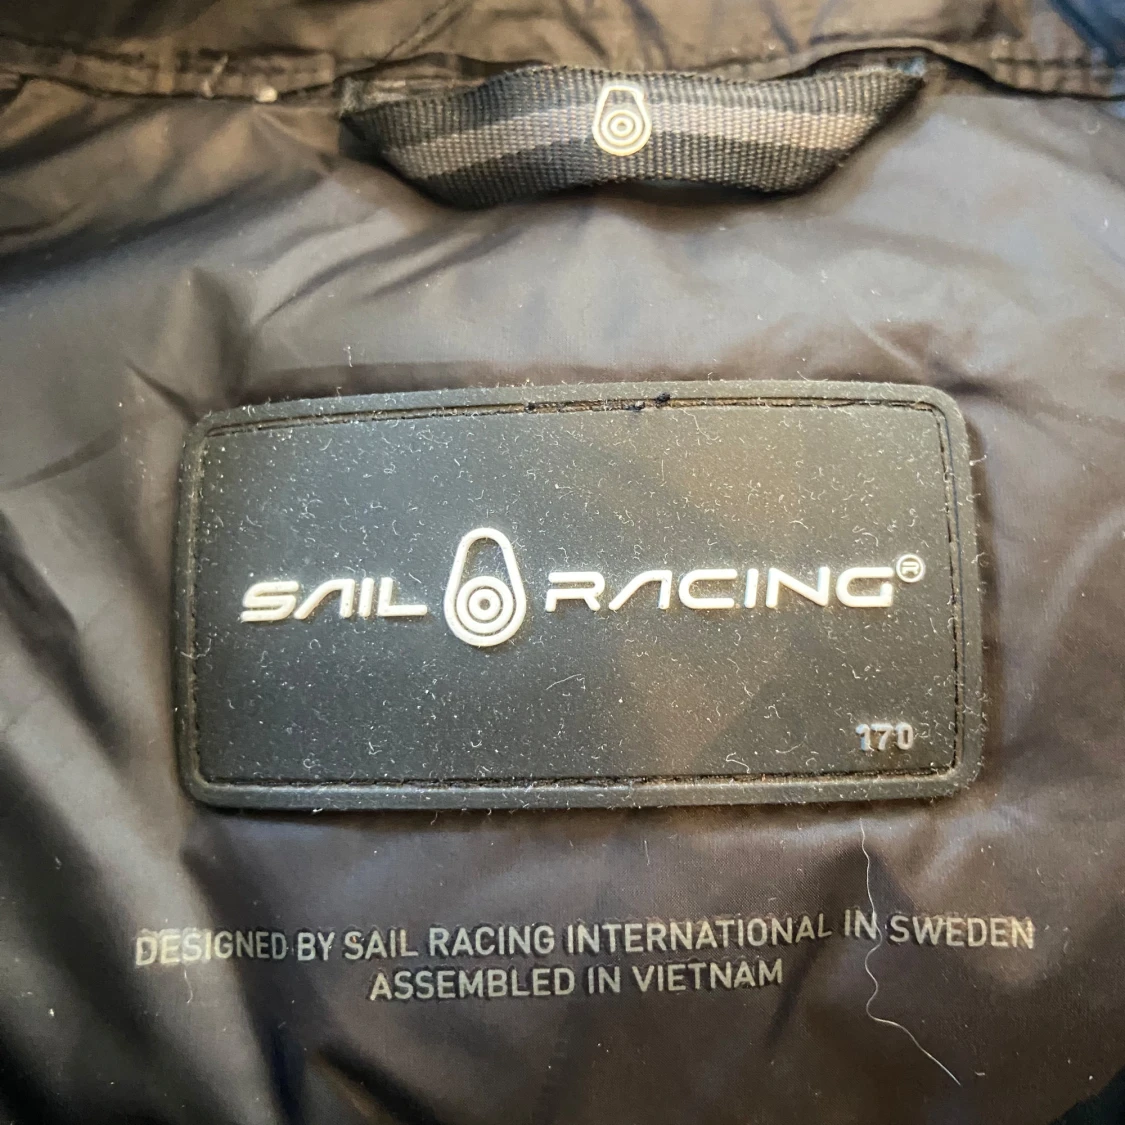 SAIL RACING®
170
DESIGNED BY SAIL RACING INTERNATIONAL IN SWEDEN
ASSEMBLED IN VIETNAM